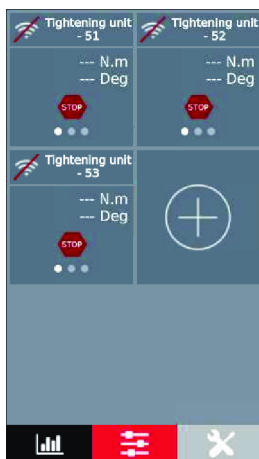 Tightening unit
- 51
--- N.m
--- Deg
STOP
Tightening unit
- 52
--- N.m
--- Deg
STOP
Tightening unit
- 53
--- N.m
--- Deg
STOP